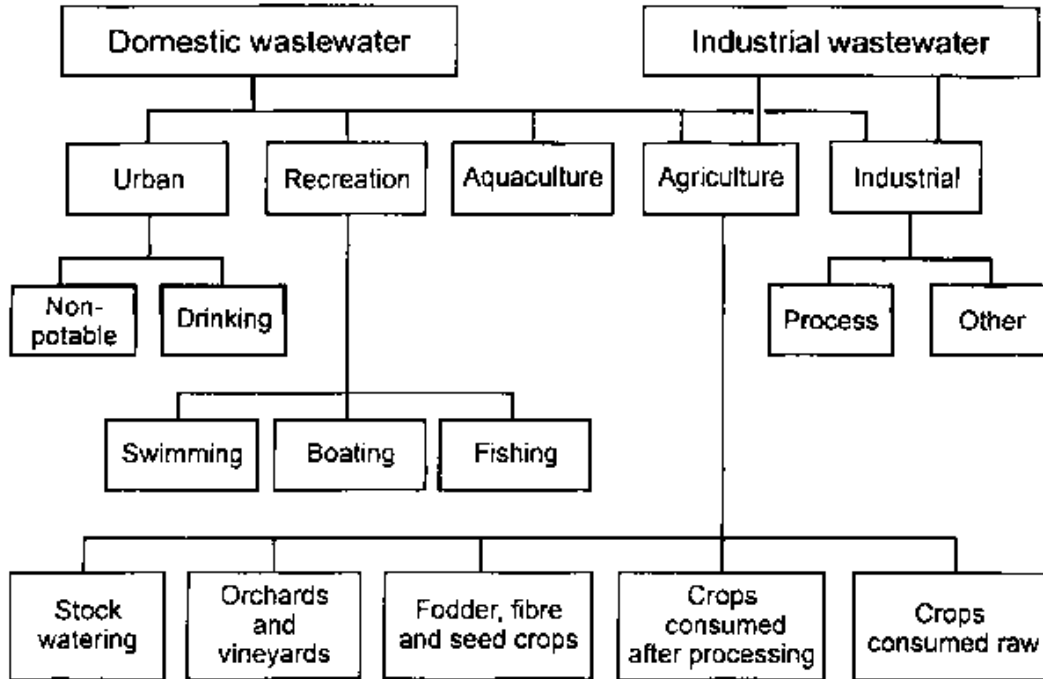 Domestic wastewater
Industrial wastewater
Urban
Recreation
Aquaculture
Agriculture
Industrial
Non-
potable
Drinking
Process
Other
Swimming
Boating
Fishing
Stock
watering
Orchards
and
vineyards
Fodder, fibre
and seed crops
Crops
consumed
after processing
Crops
consumed raw